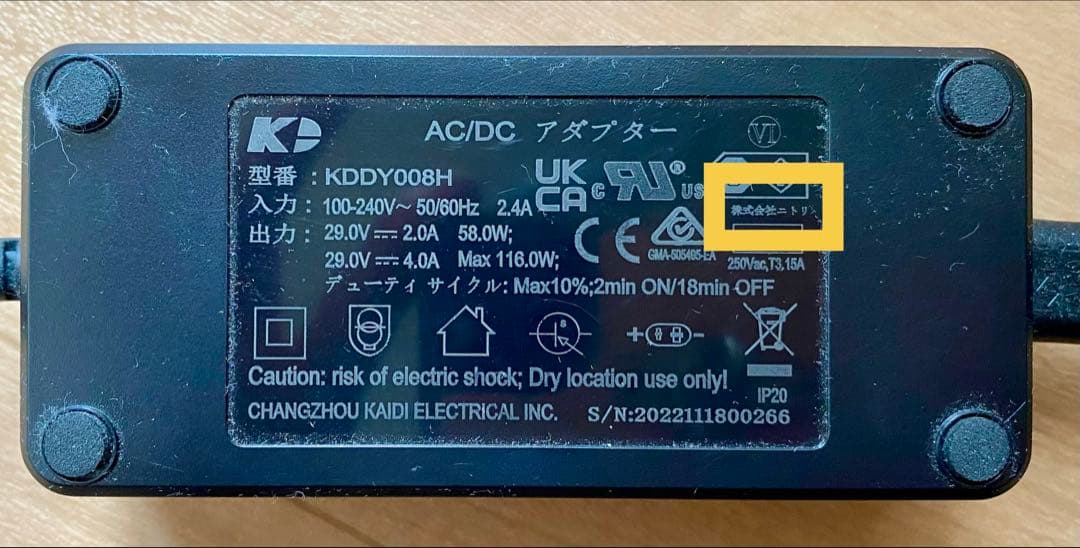 KD AC/DC アダプター VI
型番 : KDDY008H
入力 : 100-240V~ 50/60Hz 2.4A
出力 : 29.0V⎓2.0A 58.0W;
29.0V⎓4.0A Max 116.0W;
UK
CA
c RU® US
株式会社ニトリ
CE
GMA-505495-EA
250Vac,T3.15A
デューティ サイクル: Max10%;2min ON/18min OFF
S
+ -
IP20
Caution: risk of electric shock; Dry location use only!
CHANGZHOU KAIDI ELECTRICAL INC. S/N:2022111800266